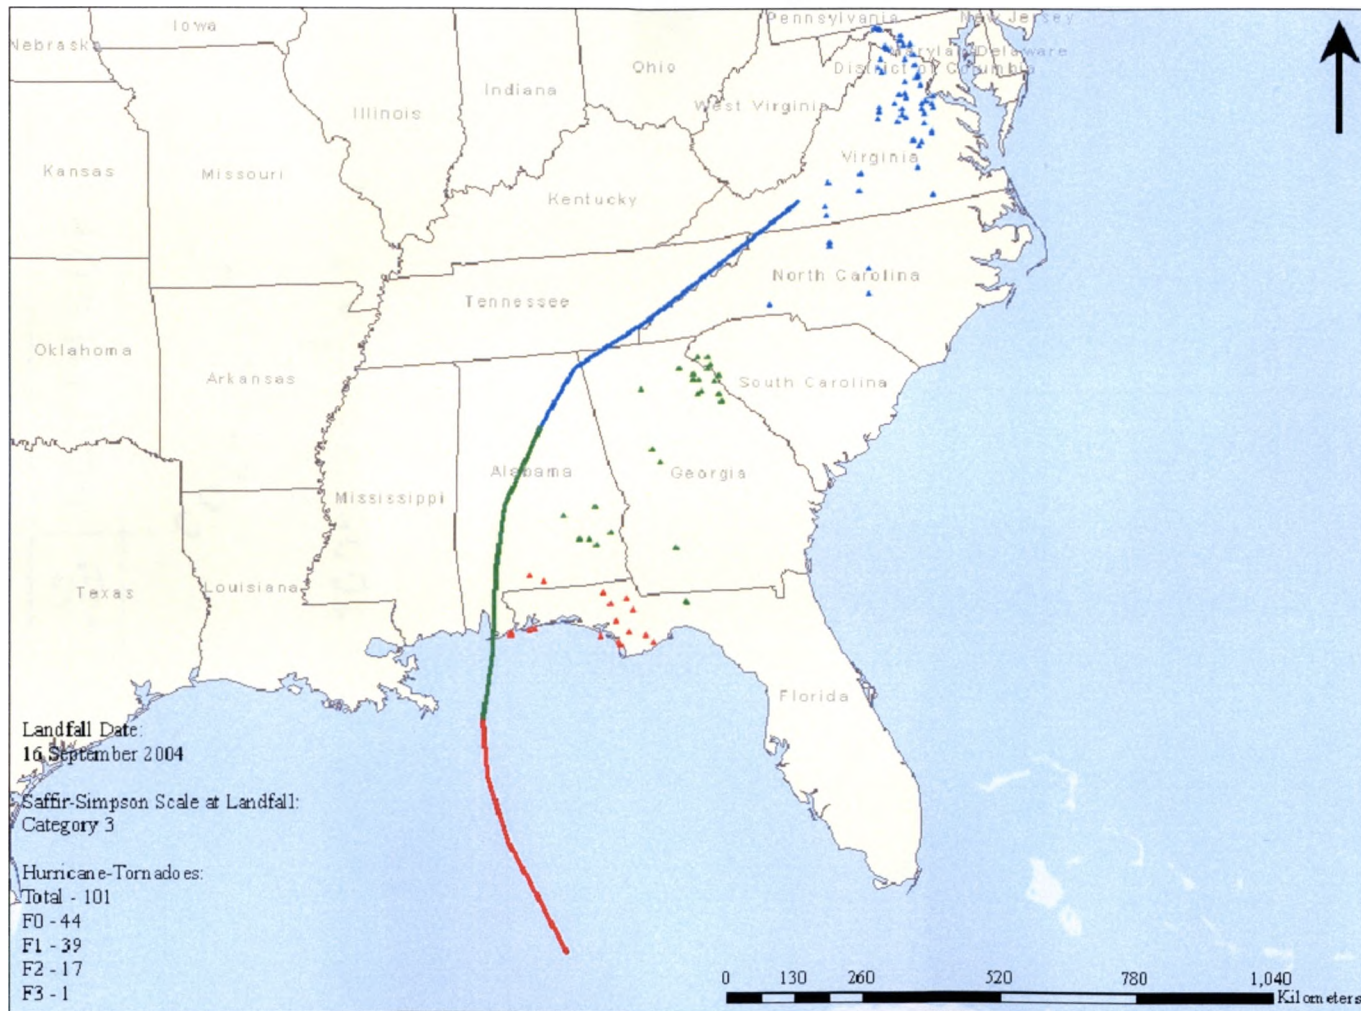 Pennsylvania
New Jersey
Iowa
Nebraska
Maryland
Delaware
Ohio
District of Columbia
Indiana
West Virginia
Illinois
Virginia
Kansas
Missouri
Kentucky
North Carolina
Tennessee
Oklahoma
Arkansas
South Carolina
Alabama
Georgia
Mississippi
Texas
Louisiana
Florida
Landfall Date:
16 September 2004
Saffir-Simpson Scale at Landfall:
Category 3
Hurricane-Tornadoes:
Total - 101
F0 - 44
F1 - 39
F2 - 17
F3 - 1
0 130 260 520 780 1,040
Kilometers